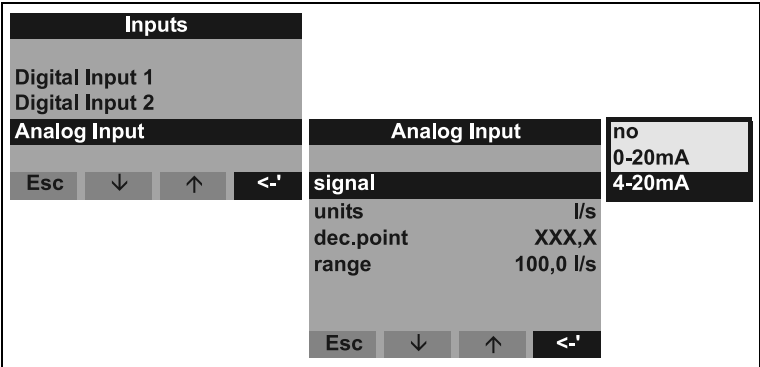 Inputs
Digital Input 1
Digital Input 2
Analog Input
Esc ↓ ↑ <-'
Analog Input
signal
units l/s
dec.point XXX,X
range 100,0 l/s
Esc ↓ ↑ <-'
no
0-20mA
4-20mA